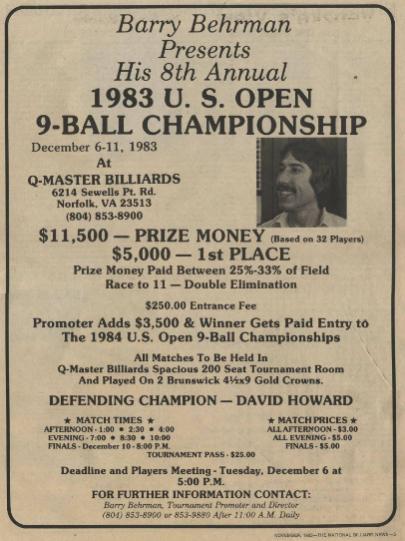 Barry Behrman
Presents
His 8th Annual
1983 U. S. OPEN
9-BALL CHAMPIONSHIP
December 6-11, 1983
At
Q-MASTER BILLIARDS
6214 Sewells Pt. Rd.
Norfolk, VA 23513
(804) 853-8900
$11,500 — PRIZE MONEY (Based on 32 Players)
$5,000 — 1st PLACE
Prize Money Paid Between 25%-33% of Field
Race to 11 — Double Elimination
$250.00 Entrance Fee
Promoter Adds $3,500 & Winner Gets Paid Entry to
The 1984 U.S. Open 9-Ball Championships
All Matches To Be Held in
Q-Master Billiards Spacious 200 Seat Tournament Room
And Played On 2 Brunswick 4½x9 Gold Crowns.
DEFENDING CHAMPION — DAVID HOWARD
★ MATCH TIMES ★
AFTERNOON - 1:00 ● 2:30 ● 4:00
EVENING - 7:00 ● 8:30 ● 10:00
FINALS - December 10 - 8:00 P.M.
★ MATCH PRICES ★
ALL AFTERNOON - $3.00
ALL EVENING - $5.00
FINALS - $5.00
TOURNAMENT PASS - $25.00
Deadline and Players Meeting - Tuesday, December 6 at
5:00 P.M.
FOR FURTHER INFORMATION CONTACT:
Barry Behrman, Tournament Promoter and Director
(804) 853-8900 or 853-9880 After 11:00 A.M. Daily
NOVEMBER, 1983—THE NATIONAL BILLIARD NEWS—3